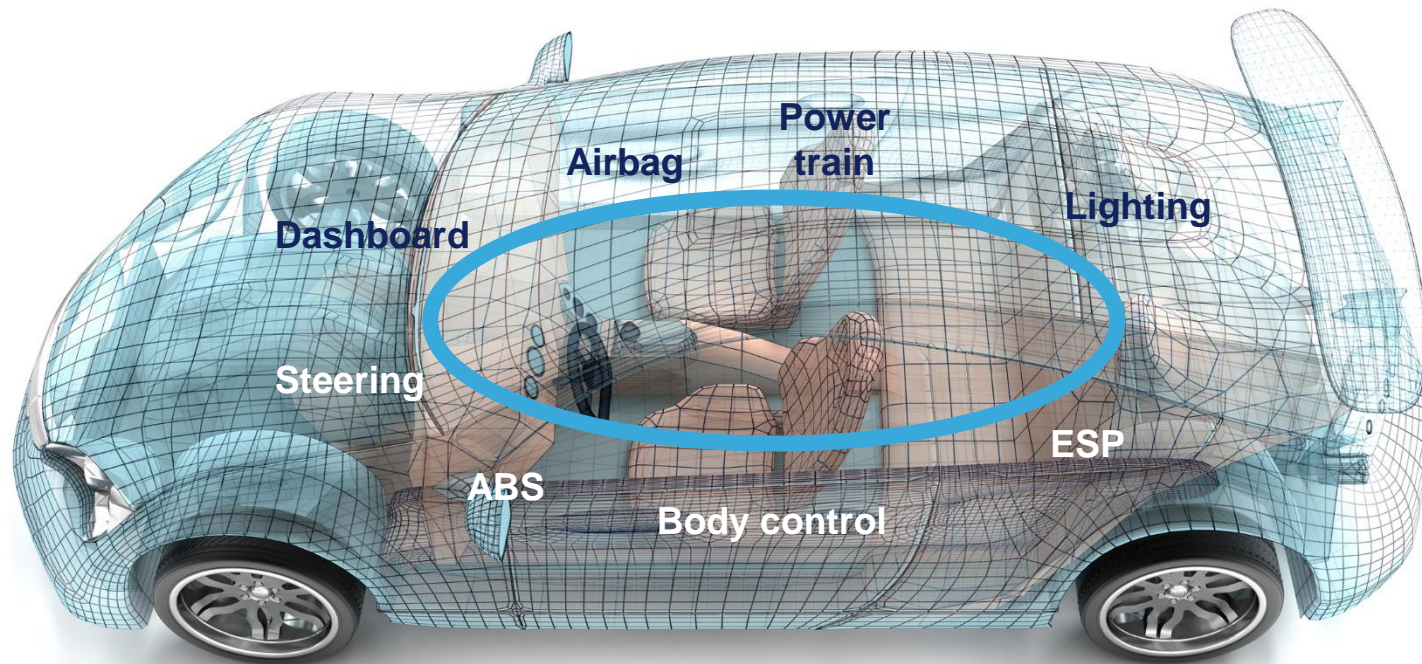 Power
train
Airbag
Lighting
Dashboard
Steering
ESP
ABS
Body control